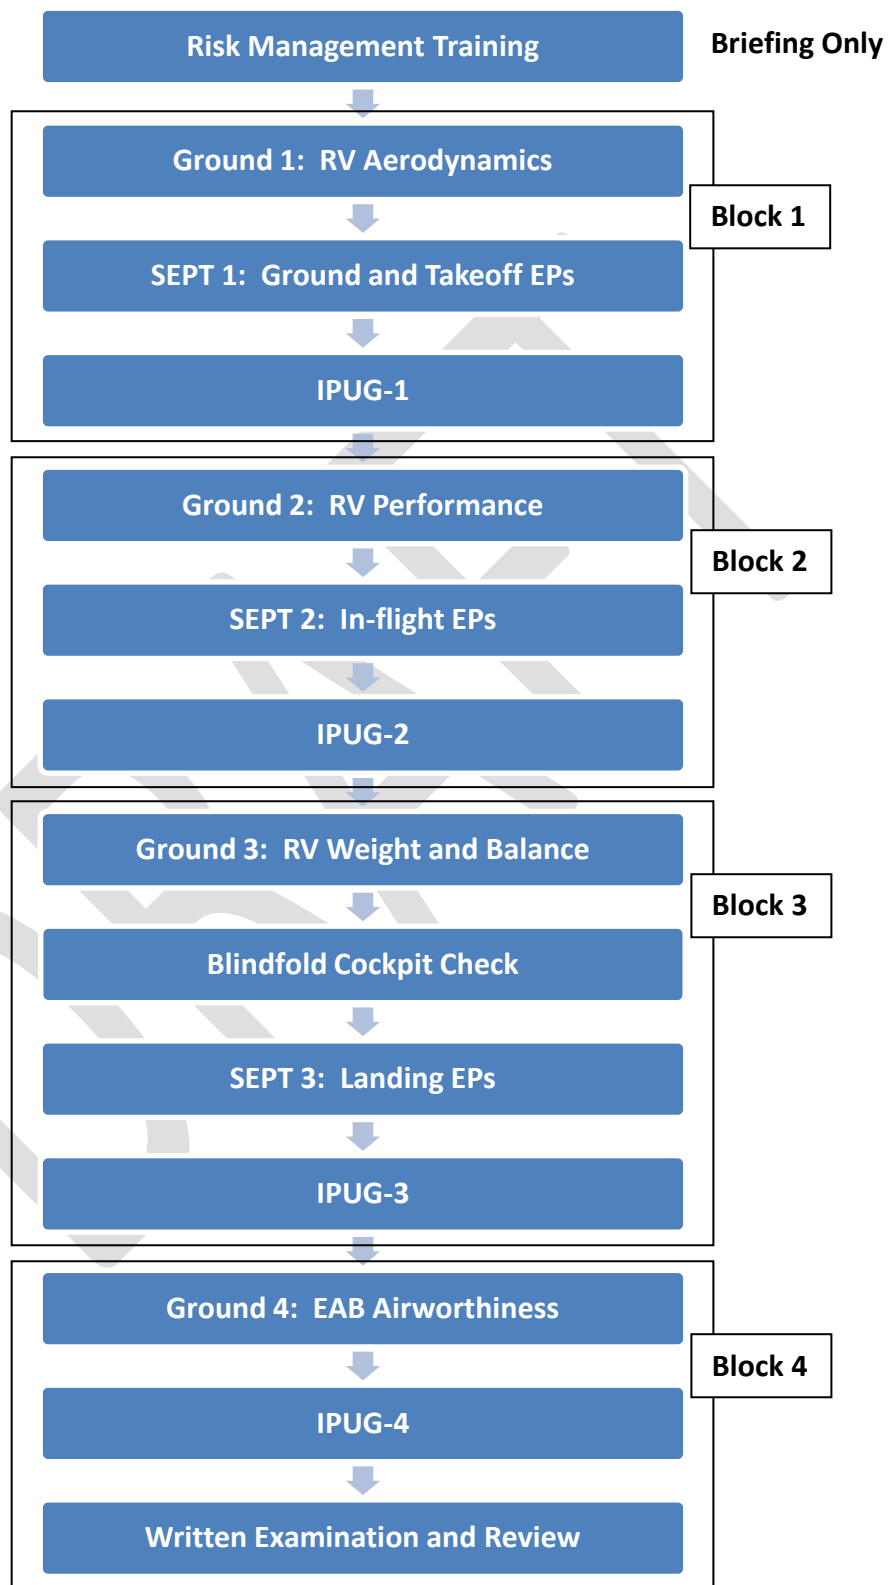 Risk Management Training
Briefing Only
Ground 1: RV Aerodynamics
Block 1
SEPT 1: Ground and Takeoff EPs
IPUG-1
Ground 2: RV Performance
Block 2
SEPT 2: In-flight EPs
IPUG-2
Ground 3: RV Weight and Balance
Block 3
Blindfold Cockpit Check
SEPT 3: Landing EPs
IPUG-3
Ground 4: EAB Airworthiness
Block 4
IPUG-4
Written Examination and Review